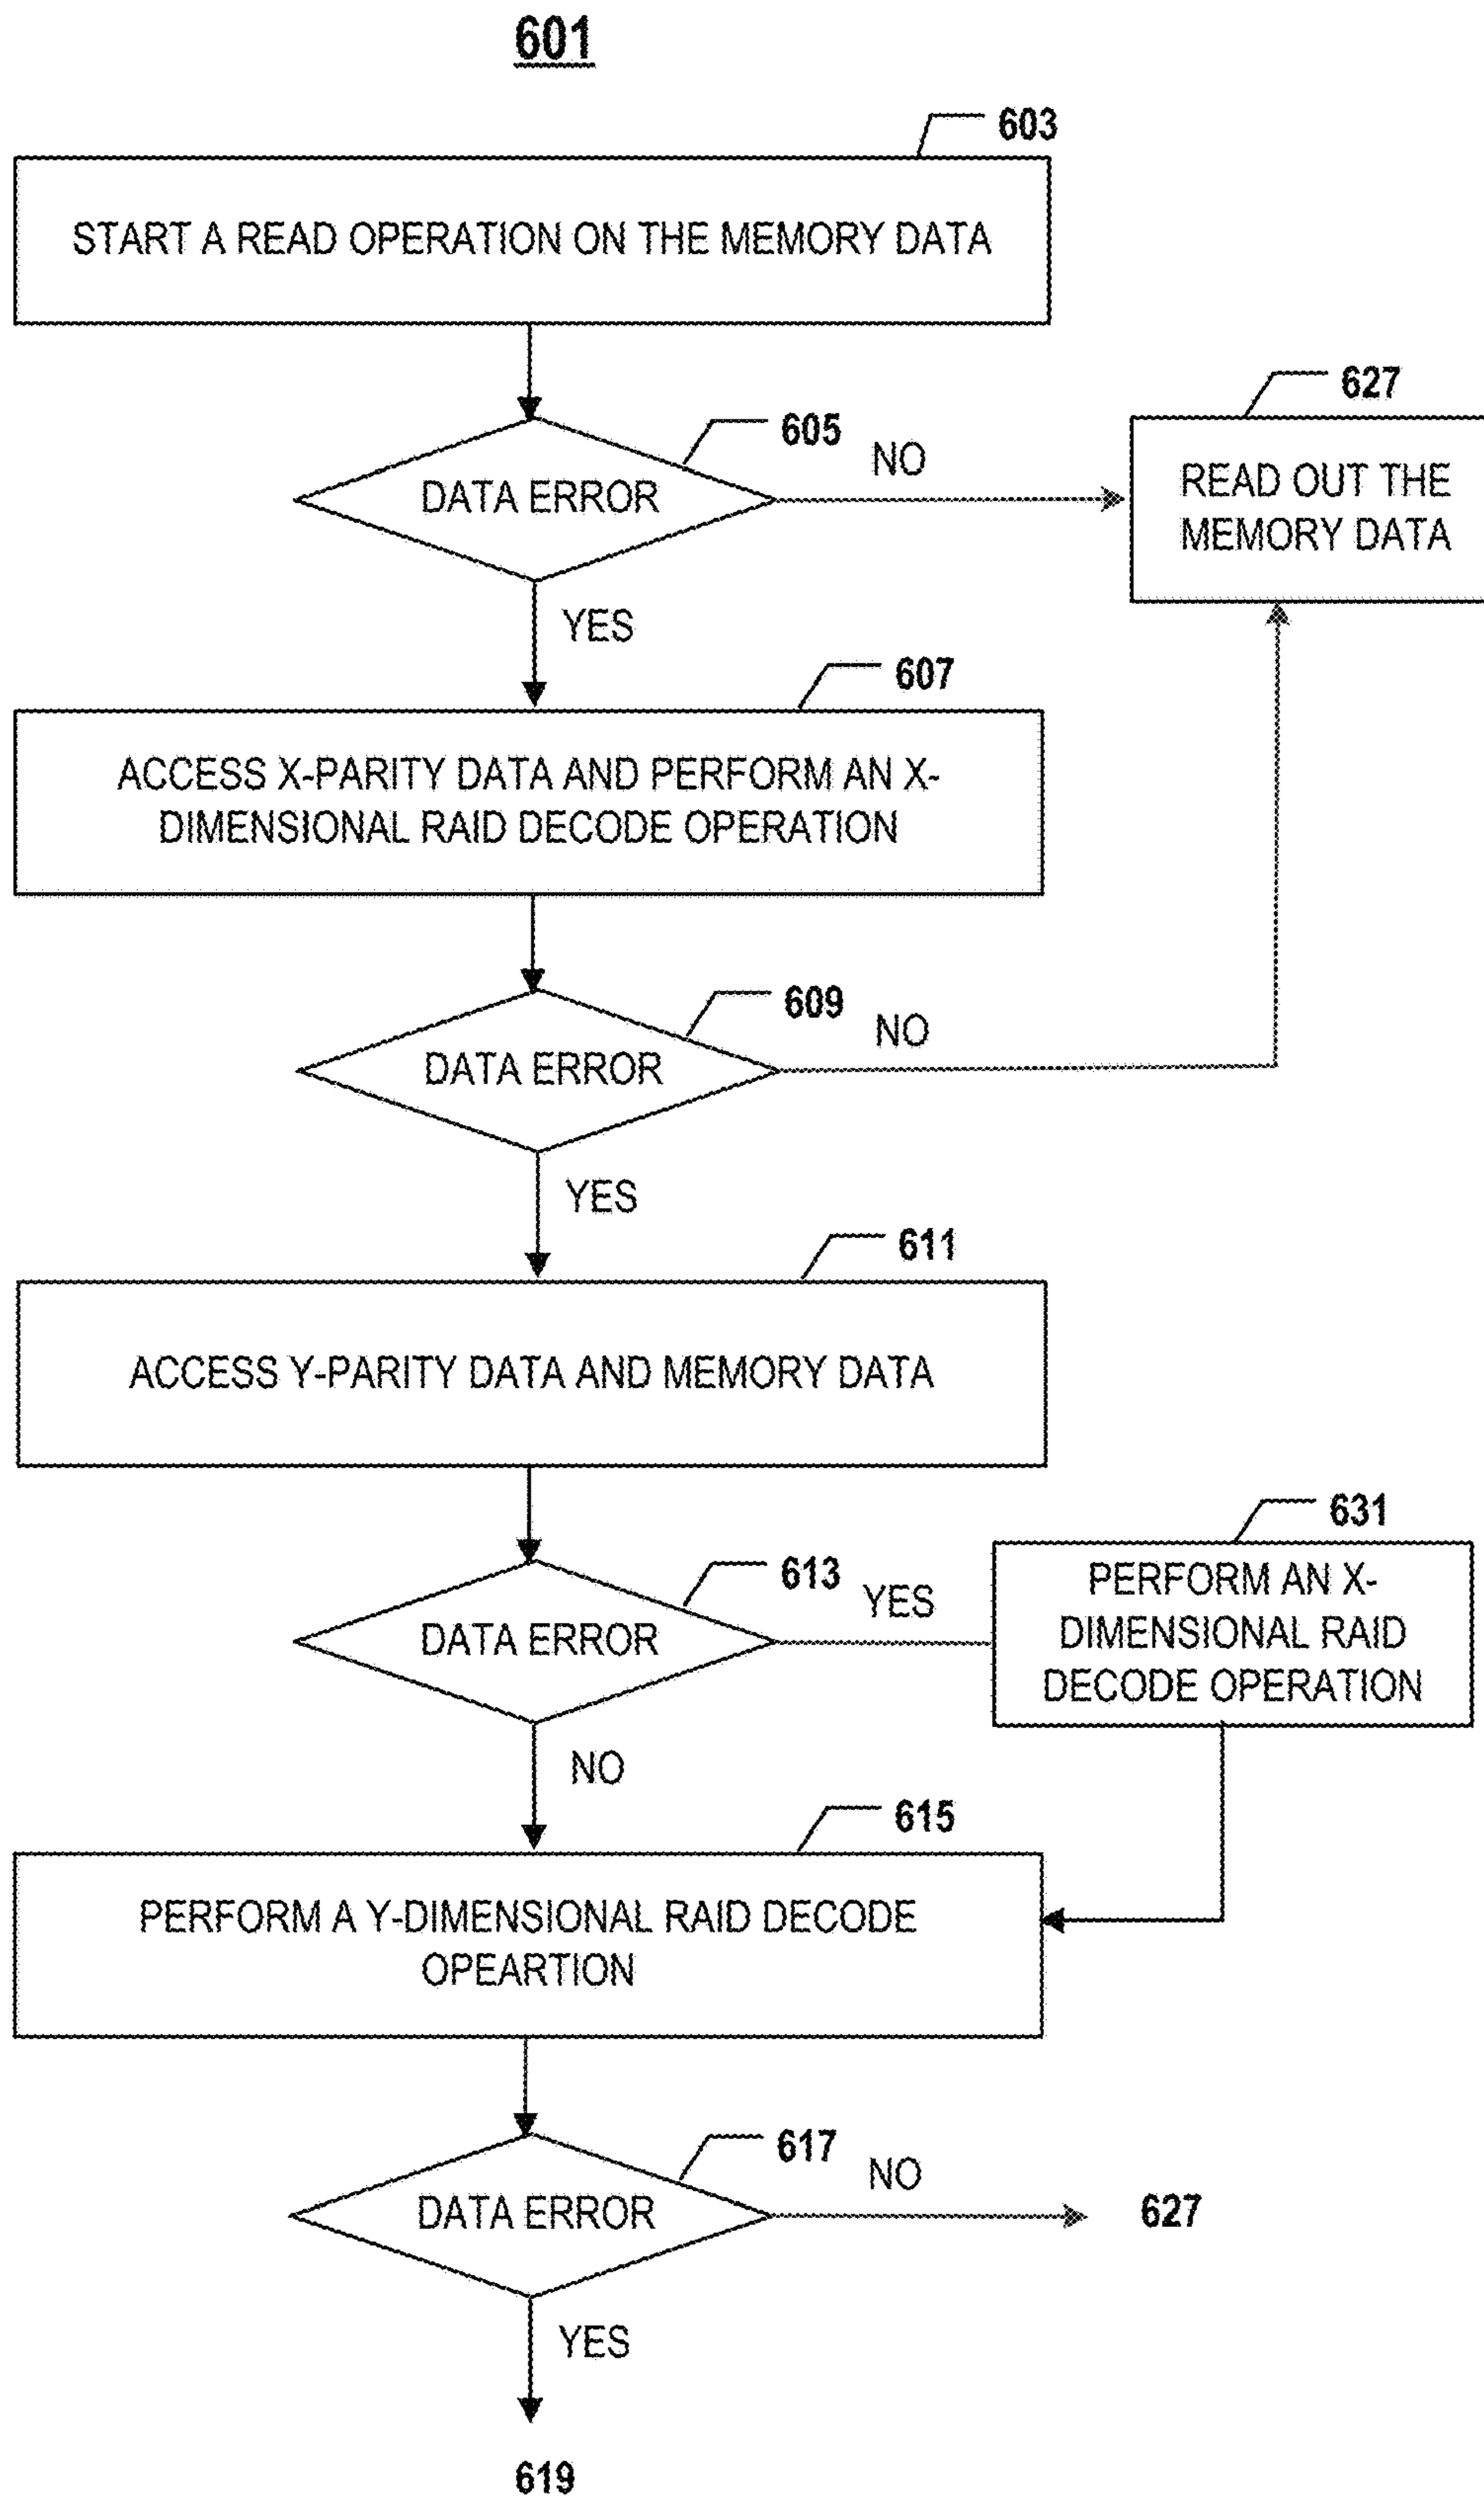 601
603
START A READ OPERATION ON THE MEMORY DATA
627
605
NO
DATA ERROR
READ OUT THE
MEMORY DATA
YES
607
ACCESS X-PARITY DATA AND PERFORM AN X-
DIMENSIONAL RAID DECODE OPERATION
609
NO
DATA ERROR
YES
611
ACCESS Y-PARITY DATA AND MEMORY DATA
631
613
YES
DATA ERROR
PERFORM AN X-
DIMENSIONAL RAID
DECODE OPERATION
NO
615
PERFORM A Y-DIMENSIONAL RAID DECODE
OPEARTION
617
NO
DATA ERROR
627
YES
619